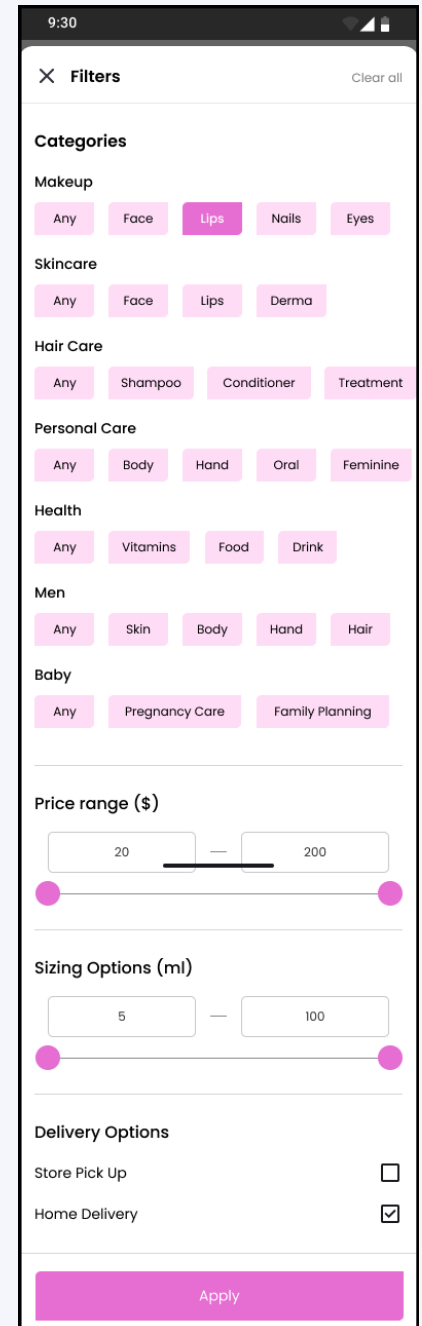 9:30
Filters Clear all
Categories
Makeup
Any Face Lips Nails Eyes
Skincare
Any Face Lips Derma
Hair Care
Any Shampoo Conditioner Treatment
Personal Care
Any Body Hand Oral Feminine
Health
Any Vitamins Food Drink
Men
Any Skin Body Hand Hair
Baby
Any Pregnancy Care Family Planning
Price range ($)
20 — 200
Sizing Options (ml)
5 — 100
Delivery Options
Store Pick Up
Home Delivery
Apply